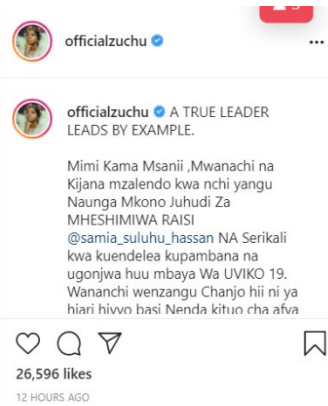 officialzuchu
officialzuchu A TRUE LEADER
LEADS BY EXAMPLE.
Mimi Kama Msanii ,Mwanachi na
Kijana mzalendo kwa nchi yangu
Naunga Mkono Juhudi Za
MHESHIMIWA RAISI
@samia_suluhu_hassan NA Serikali
kwa kuendelea kupambana na
ugonjwa huu mbaya Wa UVIKO 19.
Wananchi wenzangu Chanjo hii ni ya
hiari hivyo basi Nenda kituo cha afya
26,596 likes
12 HOURS AGO